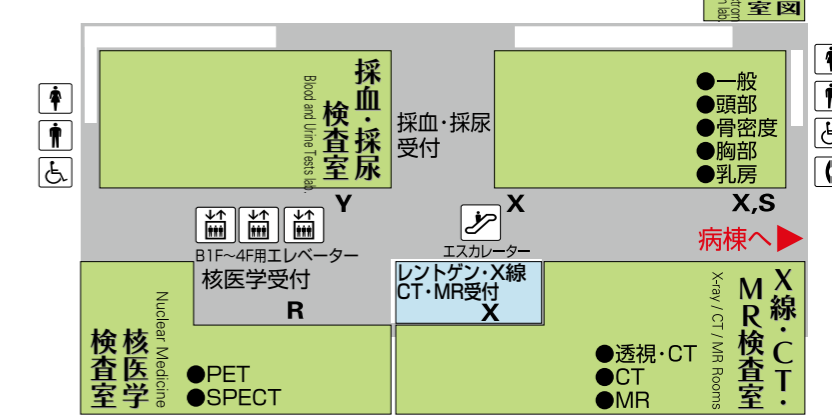 室図
採血・採尿
検査室
Blood and Urine Tests lab.
採血・採尿
受付
Y
●一般
●頭部
●骨密度
●胸部
●乳房
X
X,S
病棟へ
B1F～4F用エレベーター
エスカレーター
核医学受付
R
レントゲン・X線
CT・MR受付
X
核医学
検査室
Nuclear Medicine
●PET
●SPECT
●透視・CT
●CT
●MR
X線・CT・
MR検査室
X-ray / CT / MR Rooms